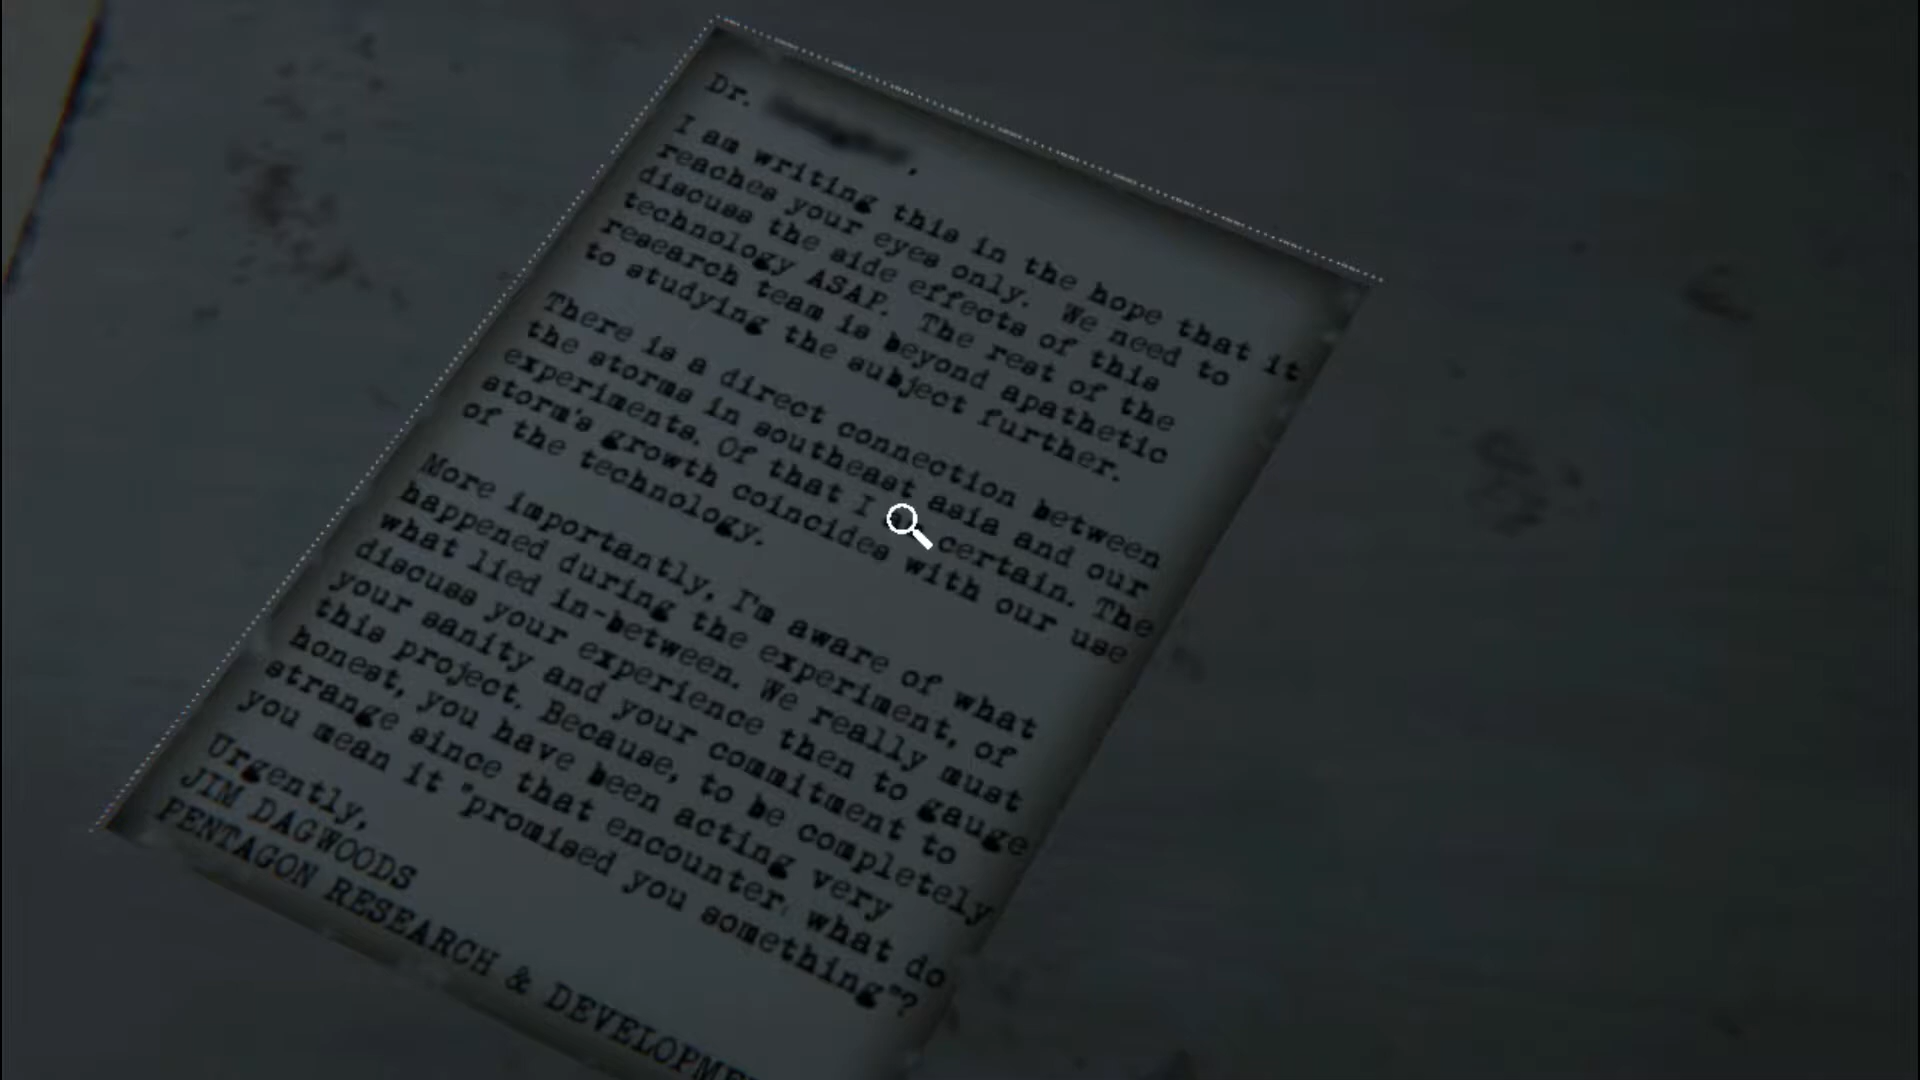 Dr. ,
I am writing this in the hope that it
reaches your eyes only. We need to
discuss the side effects of this
technology ASAP. The rest of the
research team is beyond apathetic
to studying the subject further.
There is a direct connection between
the storms in southeast asia and our
experiments. Of that I certain. The
storm's growth coincides with our use
of the technology.
More importantly, I'm aware of what
happened during the experiment, of
what lied in-between. We really must
discuss your experience then to gauge
your sanity and your commitment to
this project. Because, to be completely
honest, you have been acting very
strange since that encounter, what do
you mean it "promised you something"?
Urgently,
JIM DAGWOODS
PENTAGON RESEARCH & DEVELOPME